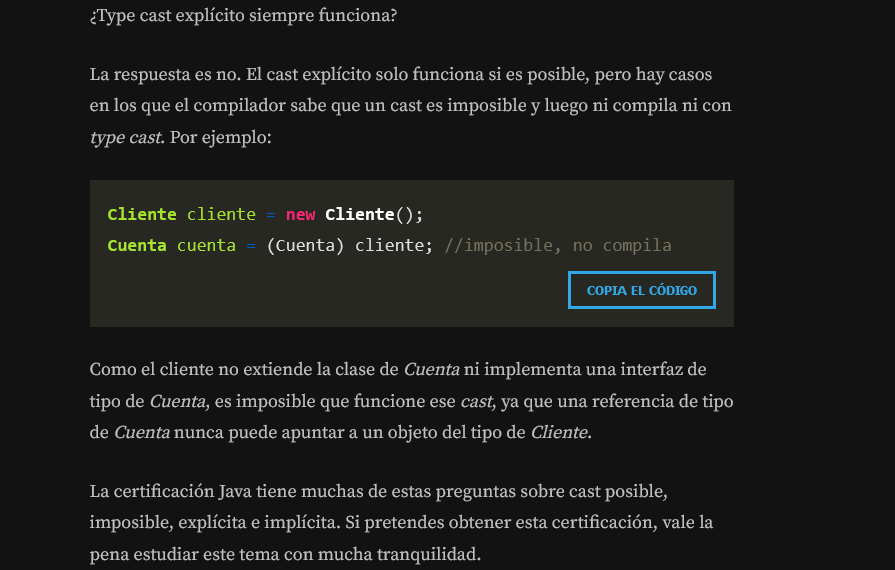 ¿Type cast explícito siempre funciona?
La respuesta es no. El cast explícito solo funciona si es posible, pero hay casos
en los que el compilador sabe que un cast es imposible y luego ni compila ni con
type cast. Por ejemplo:
Cliente cliente = new Cliente();
Cuenta cuenta = (Cuenta) cliente; //imposible, no compila
COPIA EL CÓDIGO
Como el cliente no extiende la clase de Cuenta ni implementa una interfaz de
tipo de Cuenta, es imposible que funcione ese cast, ya que una referencia de tipo
de Cuenta nunca puede apuntar a un objeto del tipo de Cliente.
La certificación Java tiene muchas de estas preguntas sobre cast posible,
imposible, explícita e implícita. Si pretendes obtener esta certificación, vale la
pena estudiar este tema con mucha tranquilidad.